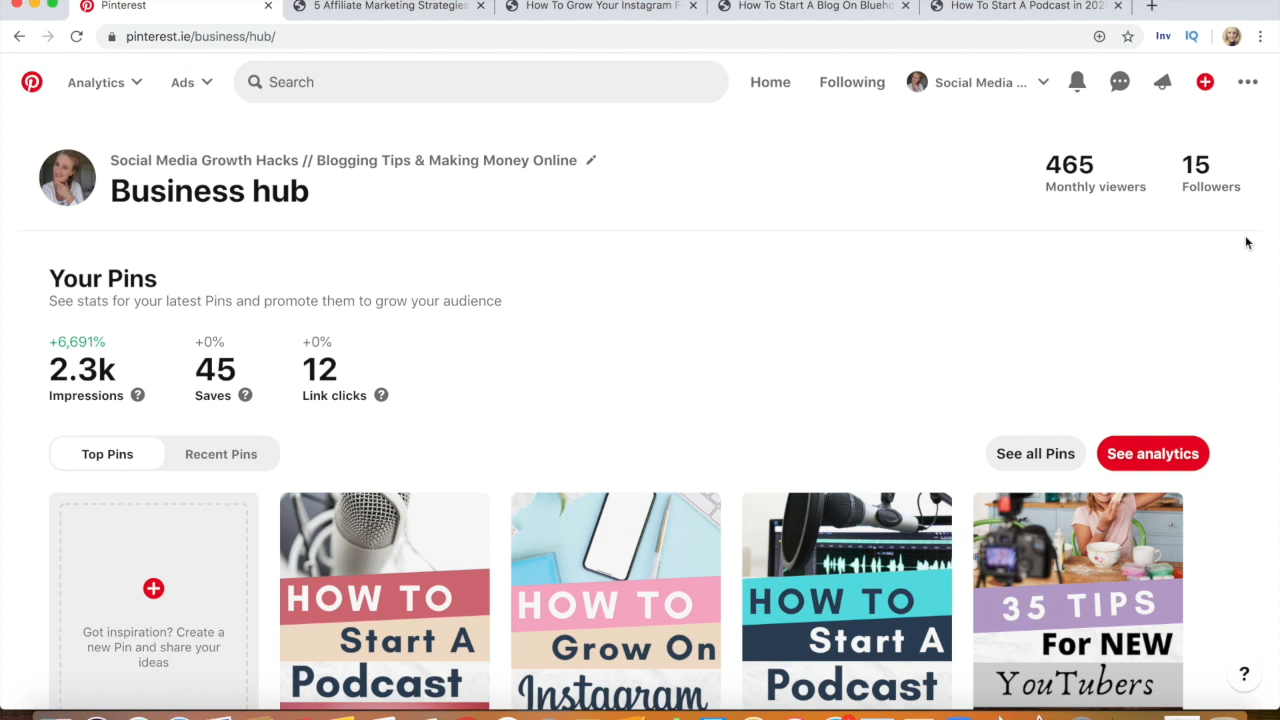 Pinterest
5 Affiliate Marketing Strategies
How To Grow Your Instagram F
How To Start A Blog On Blueho
How To Start A Podcast in 202
pinterest.ie/business/hub/
Inv
IQ
Analytics
Ads
Search
Home
Following
Social Media ...
Social Media Growth Hacks // Blogging Tips & Making Money Online
Business hub
465
Monthly viewers
15
Followers
Your Pins
See stats for your latest Pins and promote them to grow your audience
+6,691%
2.3k
Impressions ?
+0%
45
Saves ?
+0%
12
Link clicks ?
Top Pins
Recent Pins
See all Pins
See analytics
Got inspiration? Create a
new Pin and share your
ideas
HOW TO
Start A
Podcast
HOW TO
Grow On
Instagram
HOW TO
Start A
Podcast
35 TIPS
For NEW
YouTubers
?